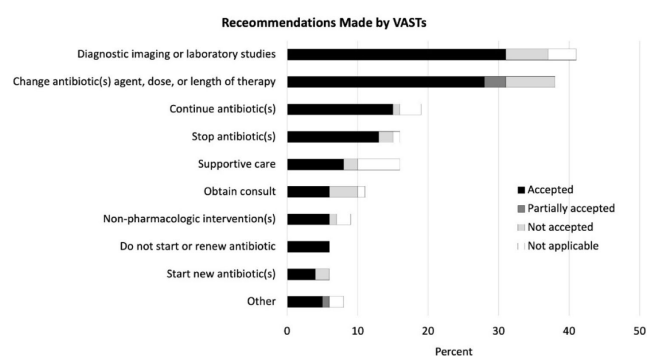 Receommendations Made by VASTs
Diagnostic imaging or laboratory studies
Change antibiotic(s) agent, dose, or length of therapy
Continue antibiotic(s)
Stop antibiotic(s)
Supportive care
Obtain consult
Non-pharmacologic intervention(s)
Do not start or renew antibiotic
Start new antibiotic(s)
Other
Accepted
Partially accepted
Not accepted
Not applicable
0 10 20 30 40 50
Percent